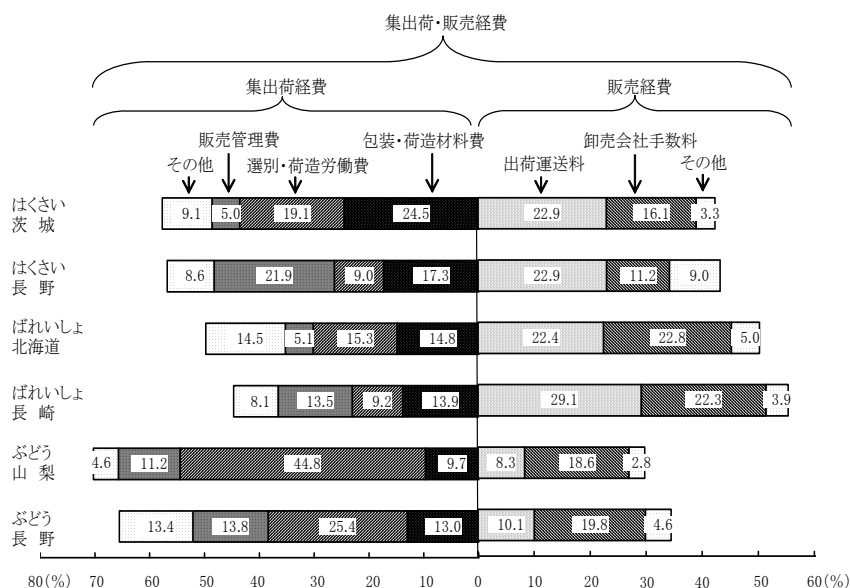 集出荷・販売経費
集出荷経費
販売経費
販売管理費
包装・荷造材料費
卸売会社手数料
その他
選別・荷造労働費
出荷運送料
その他
はくさい
茨 城
9.1 5.0 19.1 24.5 22.9 16.1 3.3
はくさい
長 野
8.6 21.9 9.0 17.3 22.9 11.2 9.0
ばれいしょ
北海道
14.5 5.1 15.3 14.8 22.4 22.8 5.0
ばれいしょ
長 崎
8.1 13.5 9.2 13.9 29.1 22.3 3.9
ぶどう
山 梨
4.6 11.2 44.8 9.7 8.3 18.6 2.8
ぶどう
長 野
13.4 13.8 25.4 13.0 10.1 19.8 4.6
80(%) 70 60 50 40 30 20 10 0 10 20 30 40 50 60(%)